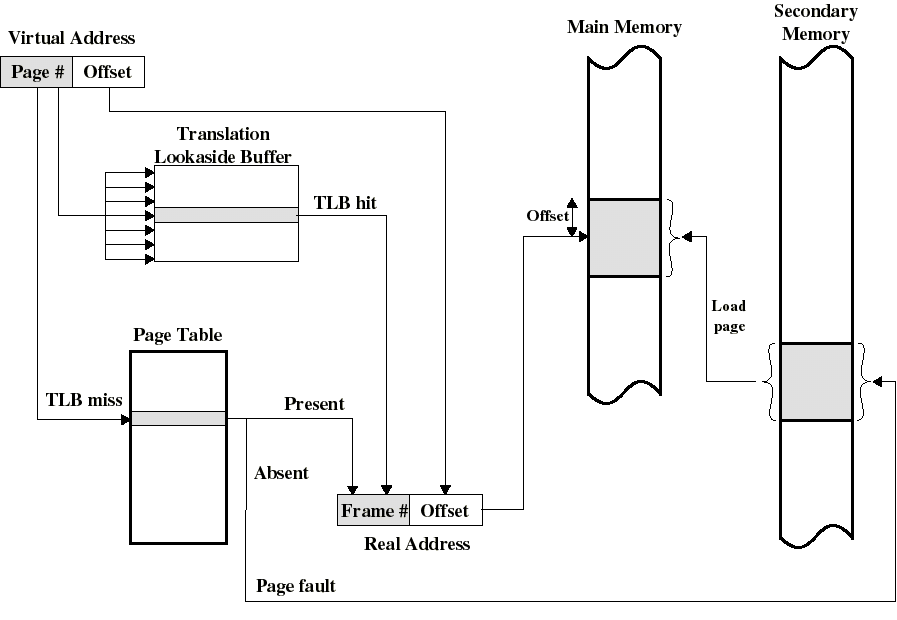 Virtual Address
Page # Offset
Translation
Lookaside Buffer
TLB hit
Page Table
TLB miss
Present
Absent
Frame # Offset
Real Address
Page fault
Main Memory
Offset
Secondary
Memory
Load
page